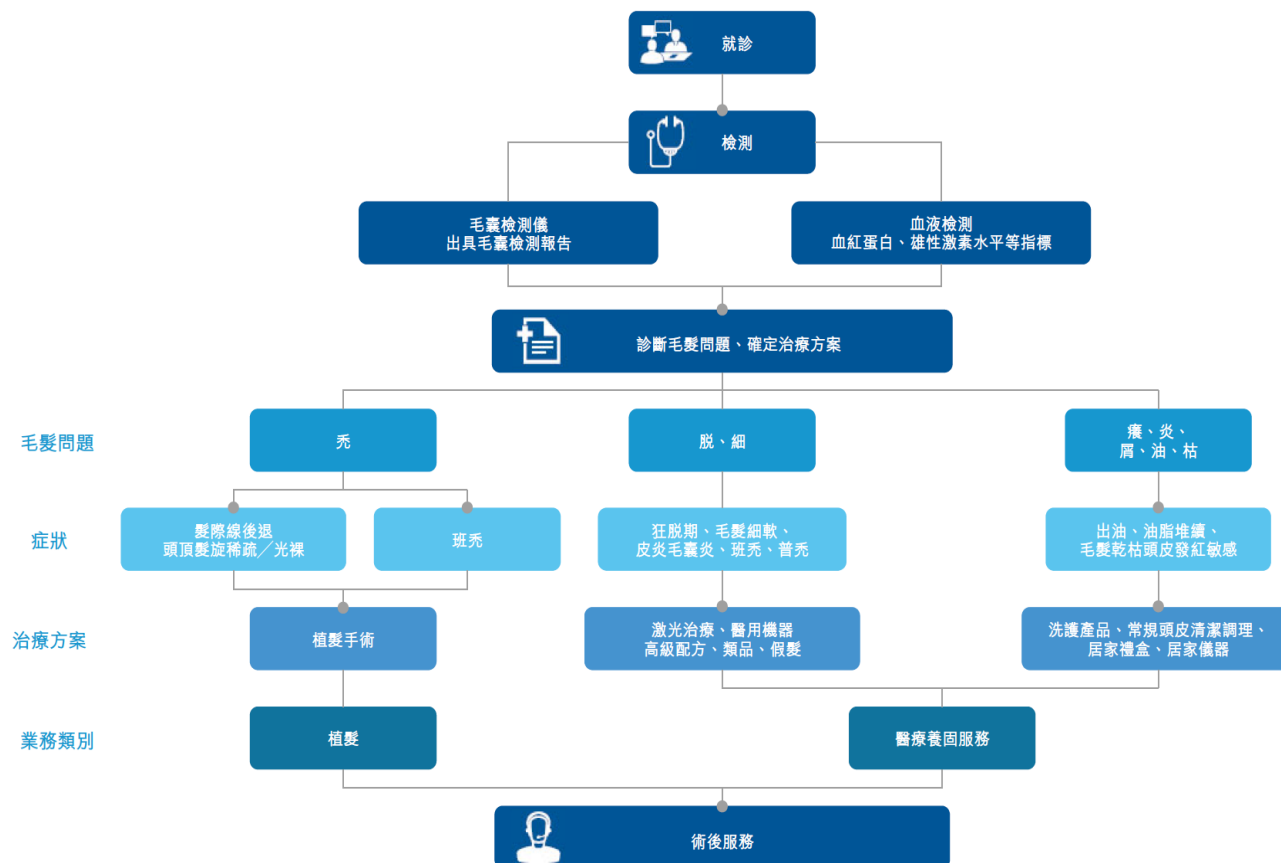 就診
檢測
毛囊檢測儀
出具毛囊檢測報告
血液檢測
血紅蛋白、雄性激素水平等指標
診斷毛髮問題、確定治療方案
毛髮問題
禿
脱、細
癢、炎、
屑、油、枯
症狀
髮際線後退
頭頂髮旋稀疏╱光裸
班禿
狂脱期、毛髮細軟、
皮炎毛囊炎、班禿、普禿
出油、油脂堆續、
毛髮乾枯頭皮發紅敏感
治療方案
植髮手術
激光治療、醫用機器
高級配方、類品、假髮
洗護產品、常規頭皮清潔調理、
居家禮盒、居家儀器
業務類別
植髮
醫療養固服務
術後服務